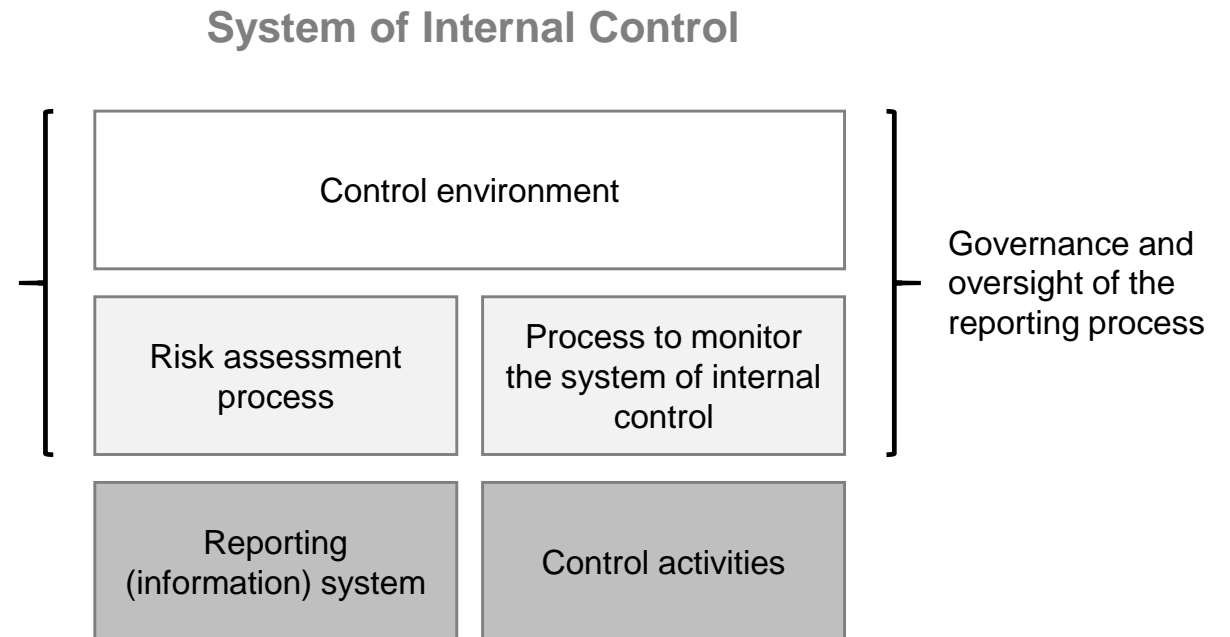 System of Internal Control
Control environment
Governance and
oversight of the
reporting process
Risk assessment
process
Process to monitor
the system of internal
control
Reporting
(information) system
Control activities